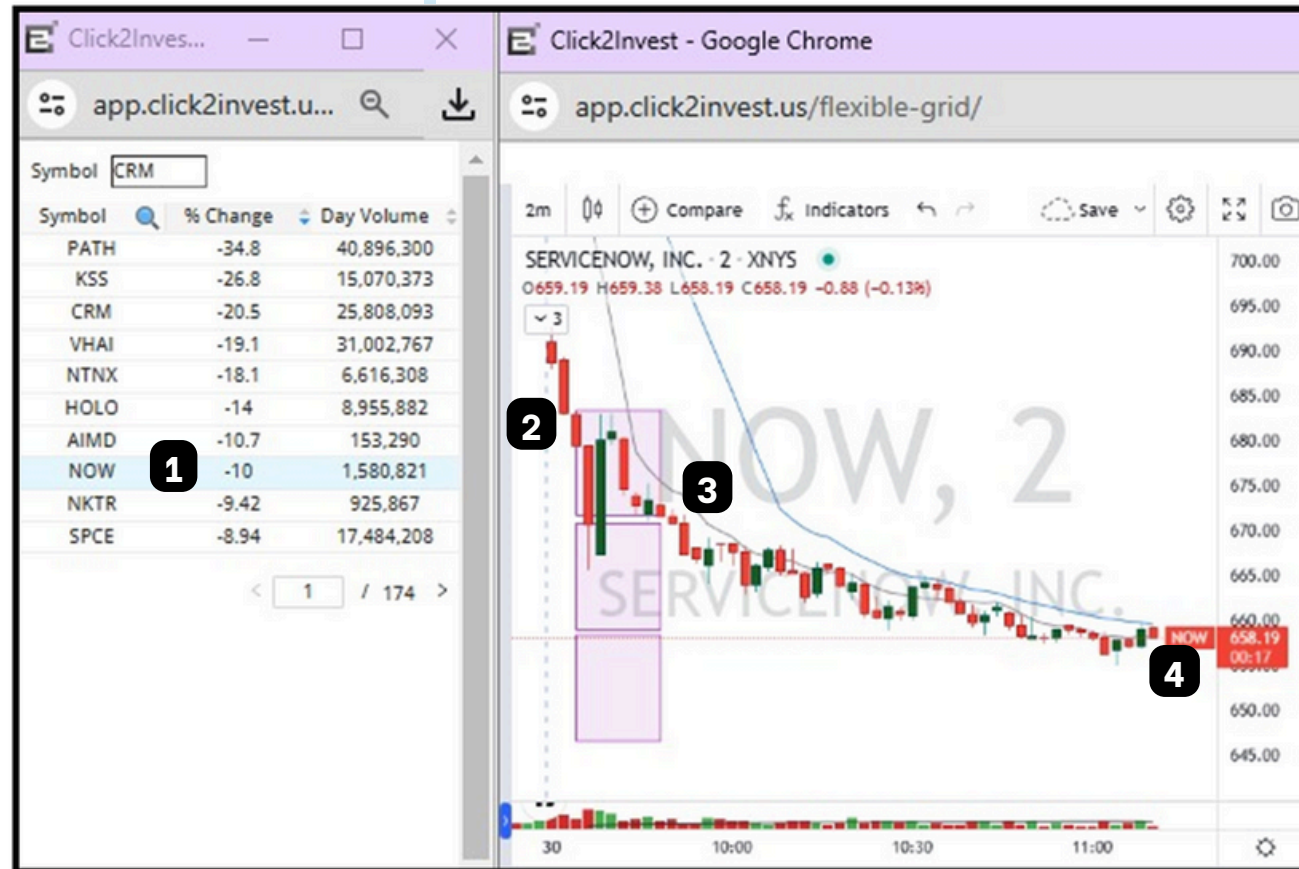 Click2Inves...
app.click2invest.u...
Symbol CRM
Symbol % Change Day Volume
PATH -34.8 40,896,300
KSS -26.8 15,070,373
CRM -20.5 25,808,093
VHAI -19.1 31,002,767
NTNX -18.1 6,616,308
HOLO -14 8,955,882
AIMD -10.7 153,290
NOW 1 -10 1,580,821
NKTR -9.42 925,867
SPCE -8.94 17,484,208
< 1 / 174 >
Click2Invest - Google Chrome
app.click2invest.us/flexible-grid/
2m Compare fx Indicators Save
SERVICENOW, INC. · 2 · XNYS
O659.19 H659.38 L658.19 C658.19 −0.88 (−0.13%)
3
700.00
695.00
690.00
685.00
680.00
675.00
670.00
665.00
660.00
NOW 658.19
00:17
650.00
645.00
NOW, 2
SERVICENOW, INC.
2
3
4
30 10:00 10:30 11:00